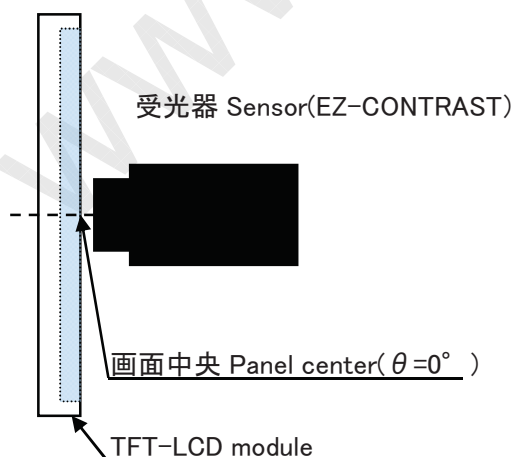 受光器 Sensor(EZ-CONTRAST)
画面中央 Panel center( θ=0° )
TFT-LCD module